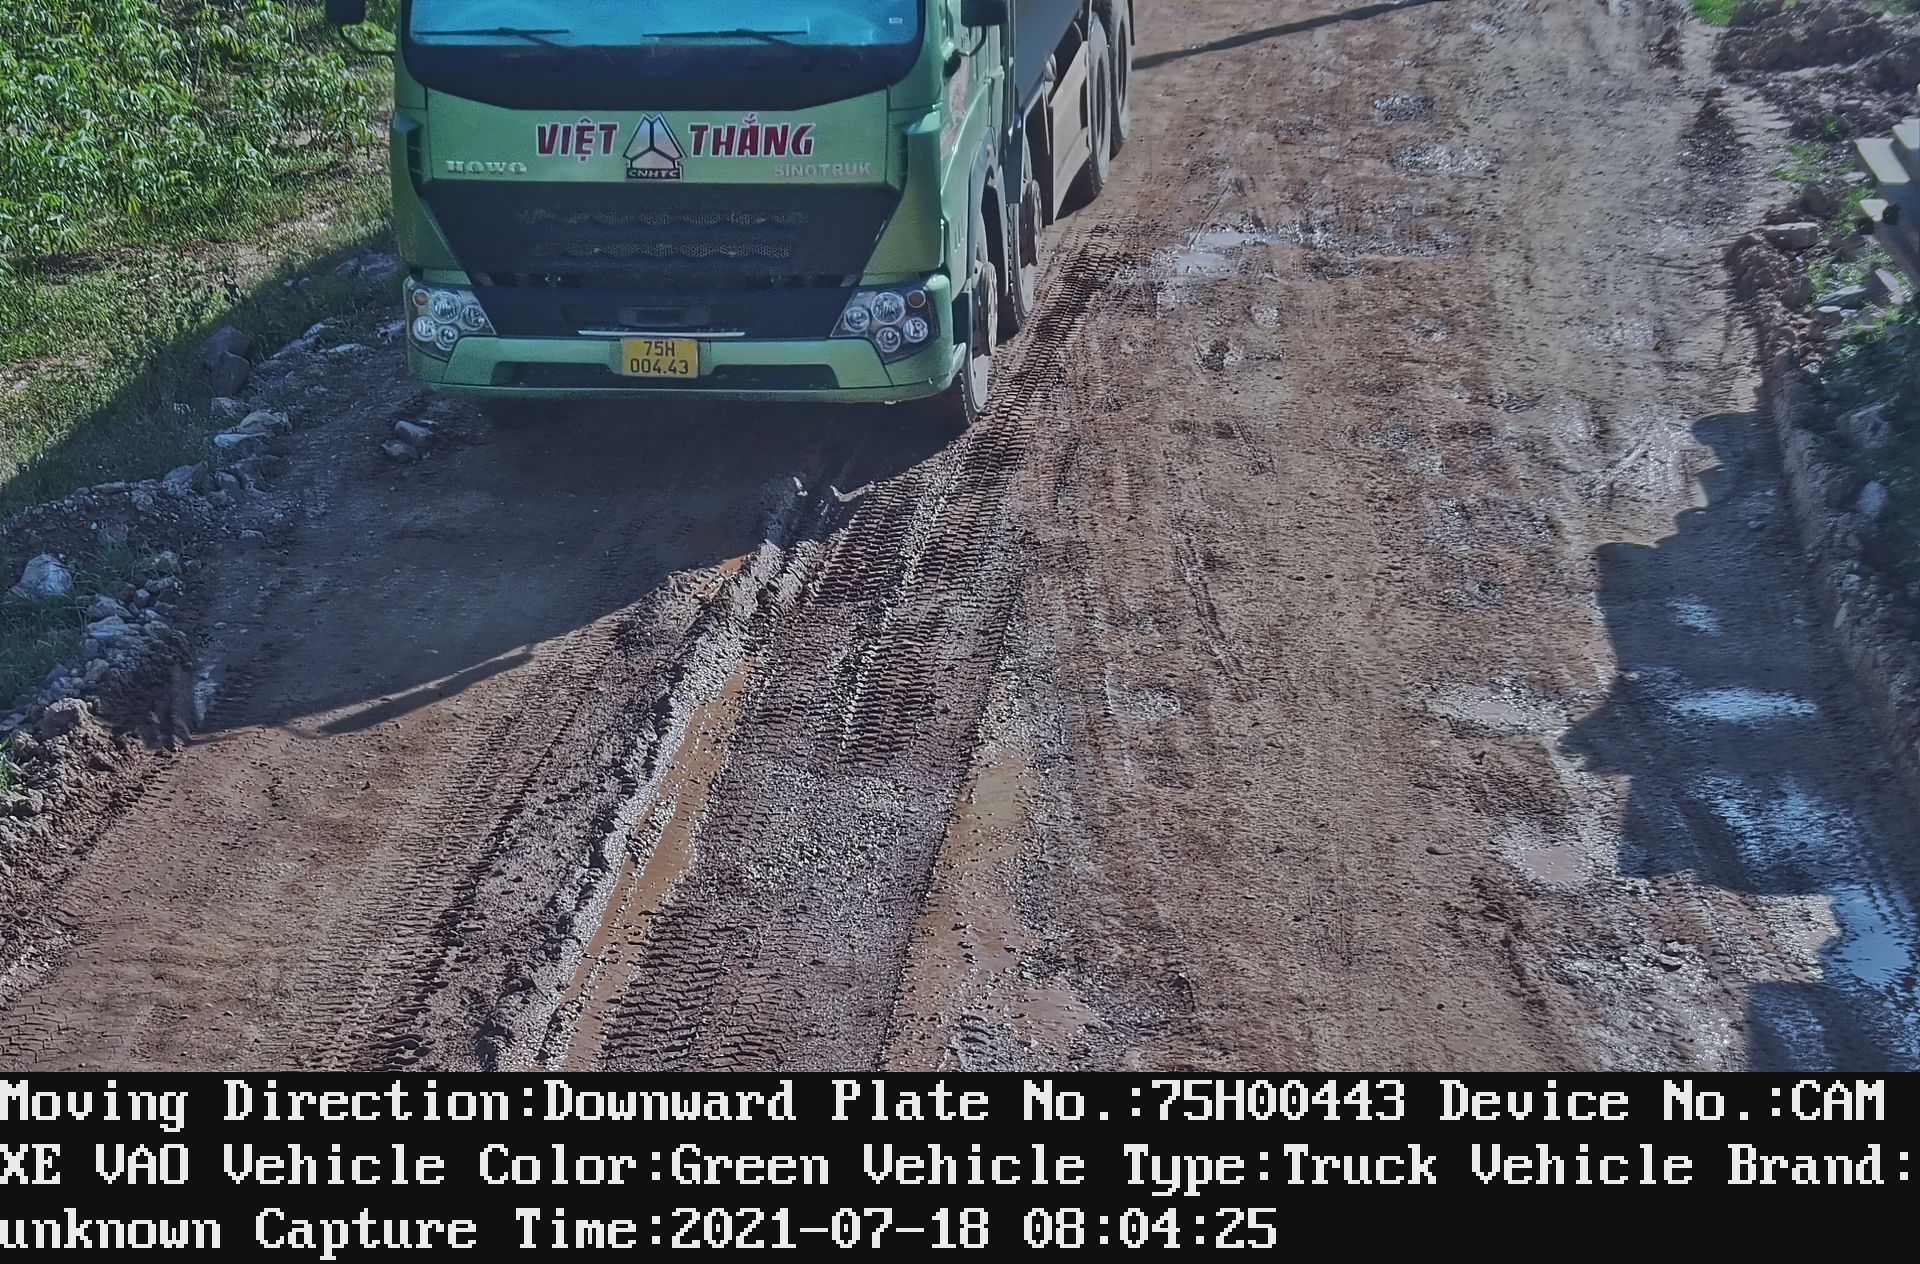 VIỆT THẮNG
HOWO CNHTC SINOTRUK
75H
004.43
Moving Direction:Downward Plate No.:75H00443 Device No.:CAM
XE VAO Vehicle Color:Green Vehicle Type:Truck Vehicle Brand:
unknown Capture Time:2021-07-18 08:04:25